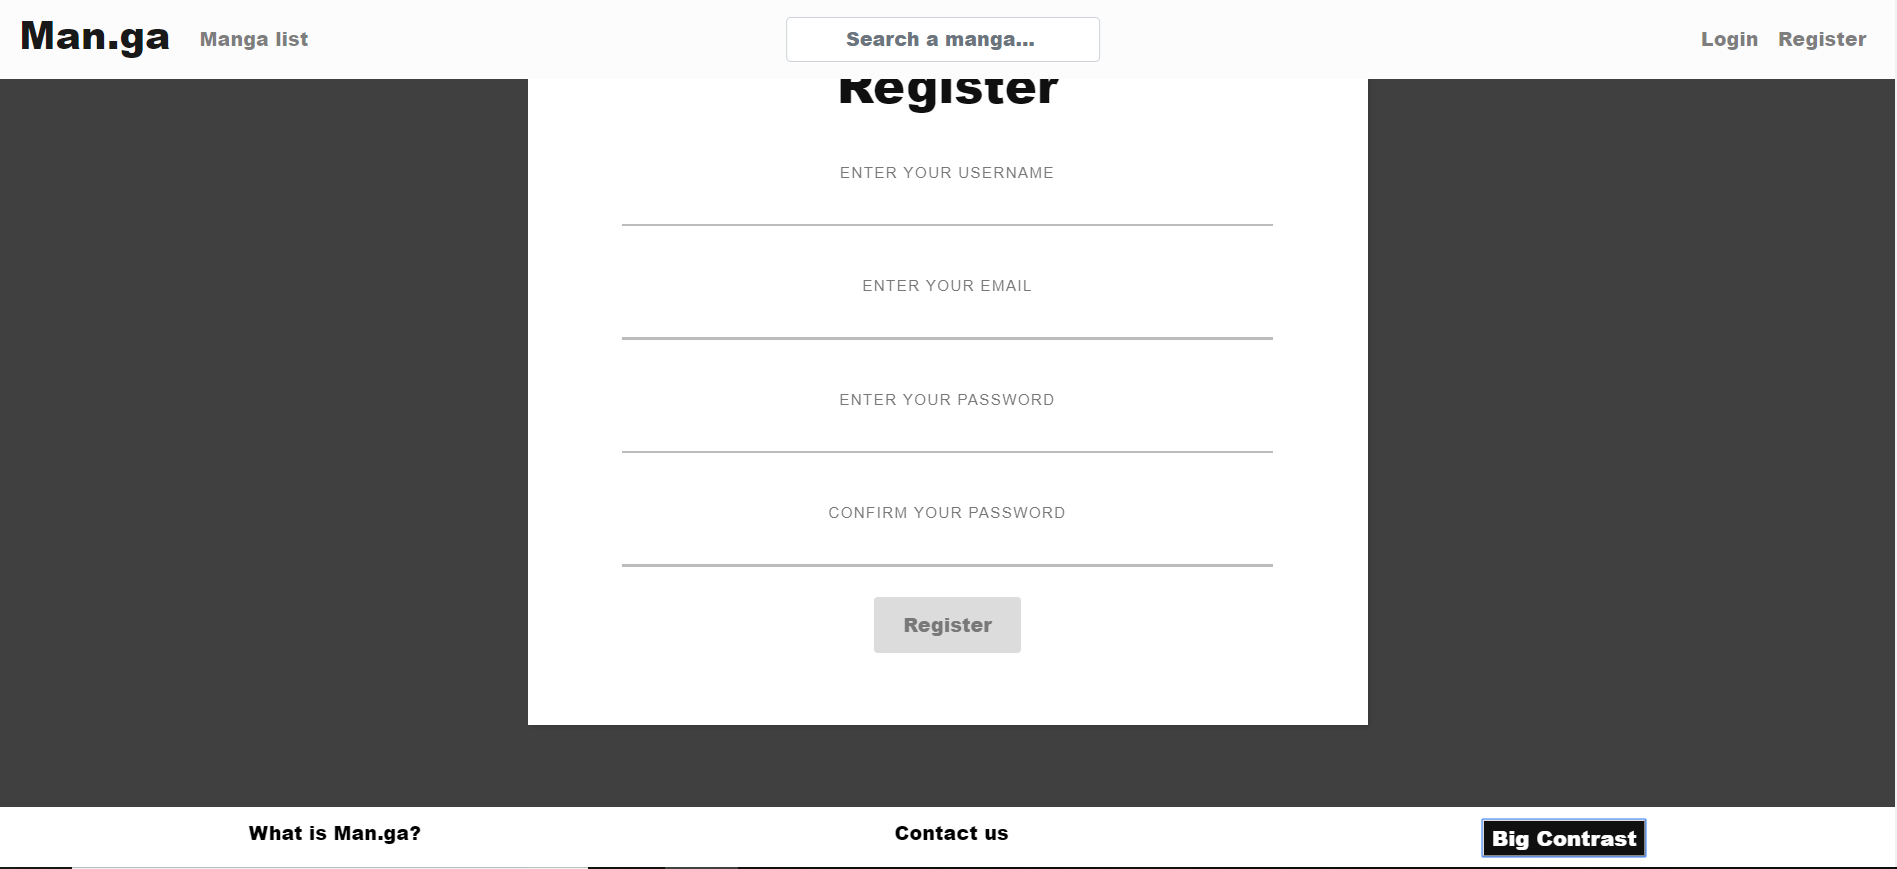 Man.ga
Manga list
Search a manga...
Login
Register
Register
ENTER YOUR USERNAME
ENTER YOUR EMAIL
ENTER YOUR PASSWORD
CONFIRM YOUR PASSWORD
Register
What is Man.ga?
Contact us
Big Contrast